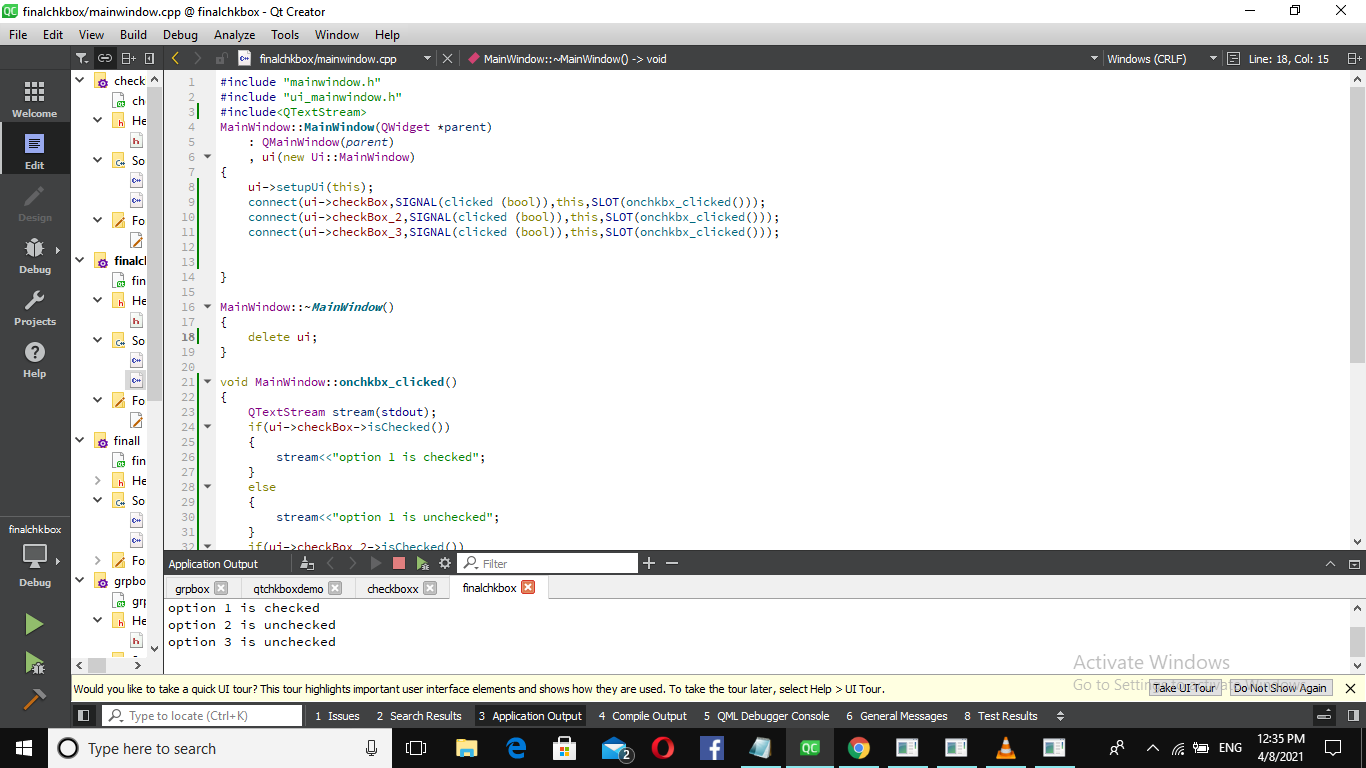 finalchkbox/mainwindow.cpp @ finalchkbox - Qt Creator
File Edit View Build Debug Analyze Tools Window Help
finalchkbox/mainwindow.cpp MainWindow::~MainWindow() -> void Windows (CRLF) Line: 18, Col: 15
Welcome
Edit
Design
Debug
Projects
Help
finalchkbox
Debug
check
ch
He
So
Fo
finalcl
fin
He
So
Fo
finall
fin
He
So
Fo
grpbo
grp
He
1 #include "mainwindow.h"
2 #include "ui_mainwindow.h"
3 #include<QTextStream>
4 MainWindow::MainWindow(QWidget *parent)
5 : QMainWindow(parent)
6 , ui(new Ui::MainWindow)
7 {
8 ui->setupUi(this);
9 connect(ui->checkBox,SIGNAL(clicked (bool)),this,SLOT(onchkbx_clicked()));
10 connect(ui->checkBox_2,SIGNAL(clicked (bool)),this,SLOT(onchkbx_clicked()));
11 connect(ui->checkBox_3,SIGNAL(clicked (bool)),this,SLOT(onchkbx_clicked()));
12
13
14 }
15
16 MainWindow::~MainWindow()
17 {
18 delete ui;
19 }
20
21 void MainWindow::onchkbx_clicked()
22 {
23 QTextStream stream(stdout);
24 if(ui->checkBox->isChecked())
25 {
26 stream<<"option 1 is checked";
27 }
28 else
29 {
30 stream<<"option 1 is unchecked";
31 }
32 if(ui->checkBox_2->isChecked())
Application Output Filter
grpbox qtchkboxdemo checkboxx finalchkbox
option 1 is checked
option 2 is unchecked
option 3 is unchecked
Activate Windows
Go to Settin
Would you like to take a quick UI tour? This tour highlights important user interface elements and shows how they are used. To take the tour later, select Help > UI Tour. Take UI Tour Do Not Show Again
Type to locate (Ctrl+K) 1 Issues 2 Search Results 3 Application Output 4 Compile Output 5 QML Debugger Console 6 General Messages 8 Test Results
Type here to search 2 ENG 12:35 PM
4/8/2021